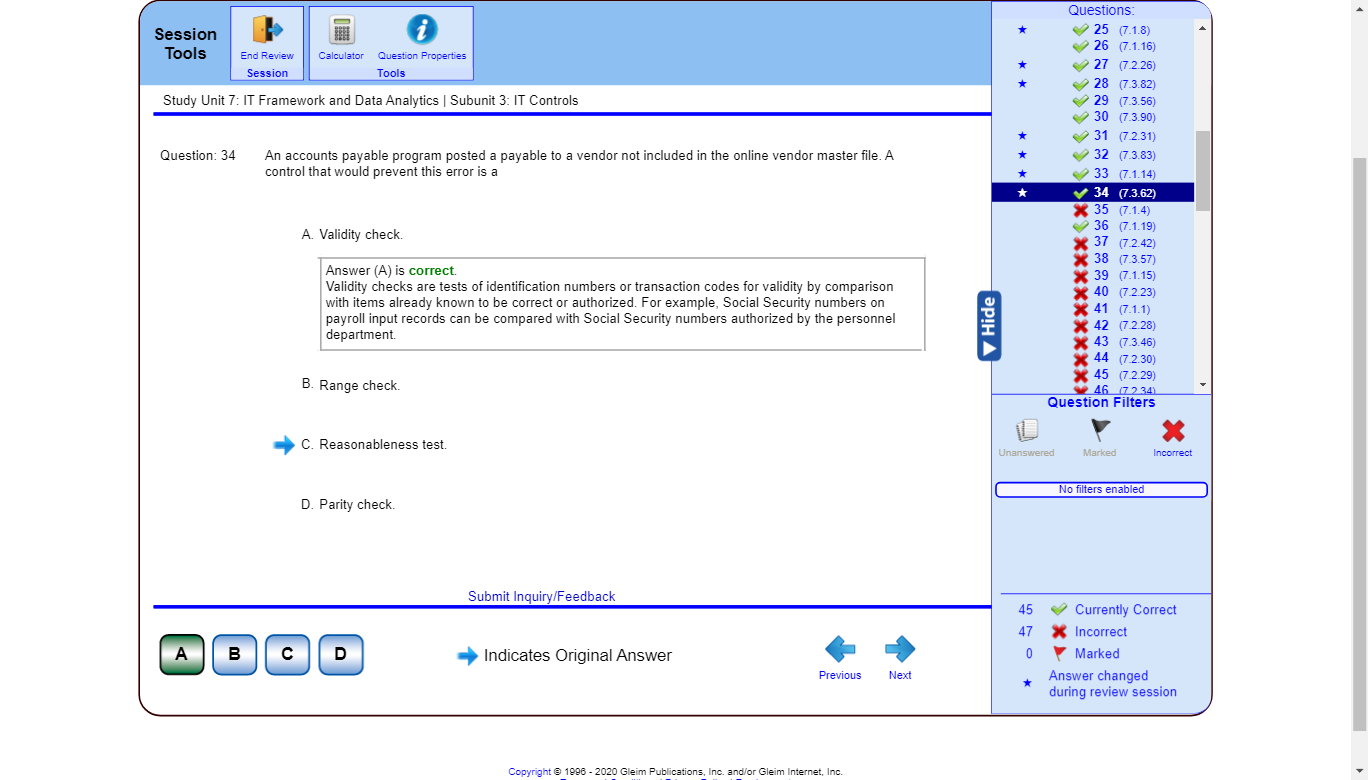 Session
Tools
End Review
Session
Calculator
Question Properties
Tools
Study Unit 7: IT Framework and Data Analytics | Subunit 3: IT Controls
Question: 34
An accounts payable program posted a payable to a vendor not included in the online vendor master file. A
control that would prevent this error is a
A. Validity check.
Answer (A) is correct.
Validity checks are tests of identification numbers or transaction codes for validity by comparison
with items already known to be correct or authorized. For example, Social Security numbers on
payroll input records can be compared with Social Security numbers authorized by the personnel
department.
B. Range check.
C. Reasonableness test.
D. Parity check.
Submit Inquiry/Feedback
A
B
C
D
Indicates Original Answer
Previous
Next
Questions:
25 (7.1.8)
26 (7.1.16)
27 (7.2.26)
28 (7.3.82)
29 (7.3.56)
30 (7.3.90)
31 (7.2.31)
32 (7.3.83)
33 (7.1.14)
34 (7.3.62)
35 (7.1.4)
36 (7.1.19)
37 (7.2.42)
38 (7.3.57)
39 (7.1.15)
40 (7.2.23)
41 (7.1.1)
42 (7.2.28)
43 (7.3.46)
44 (7.2.30)
45 (7.2.29)
46 (7.2.34)
Hide
Question Filters
Unanswered
Marked
Incorrect
No filters enabled
45 Currently Correct
47 Incorrect
0 Marked
Answer changed
during review session
Copyright © 1996 - 2020 Gleim Publications, Inc. and/or Gleim Internet, Inc.